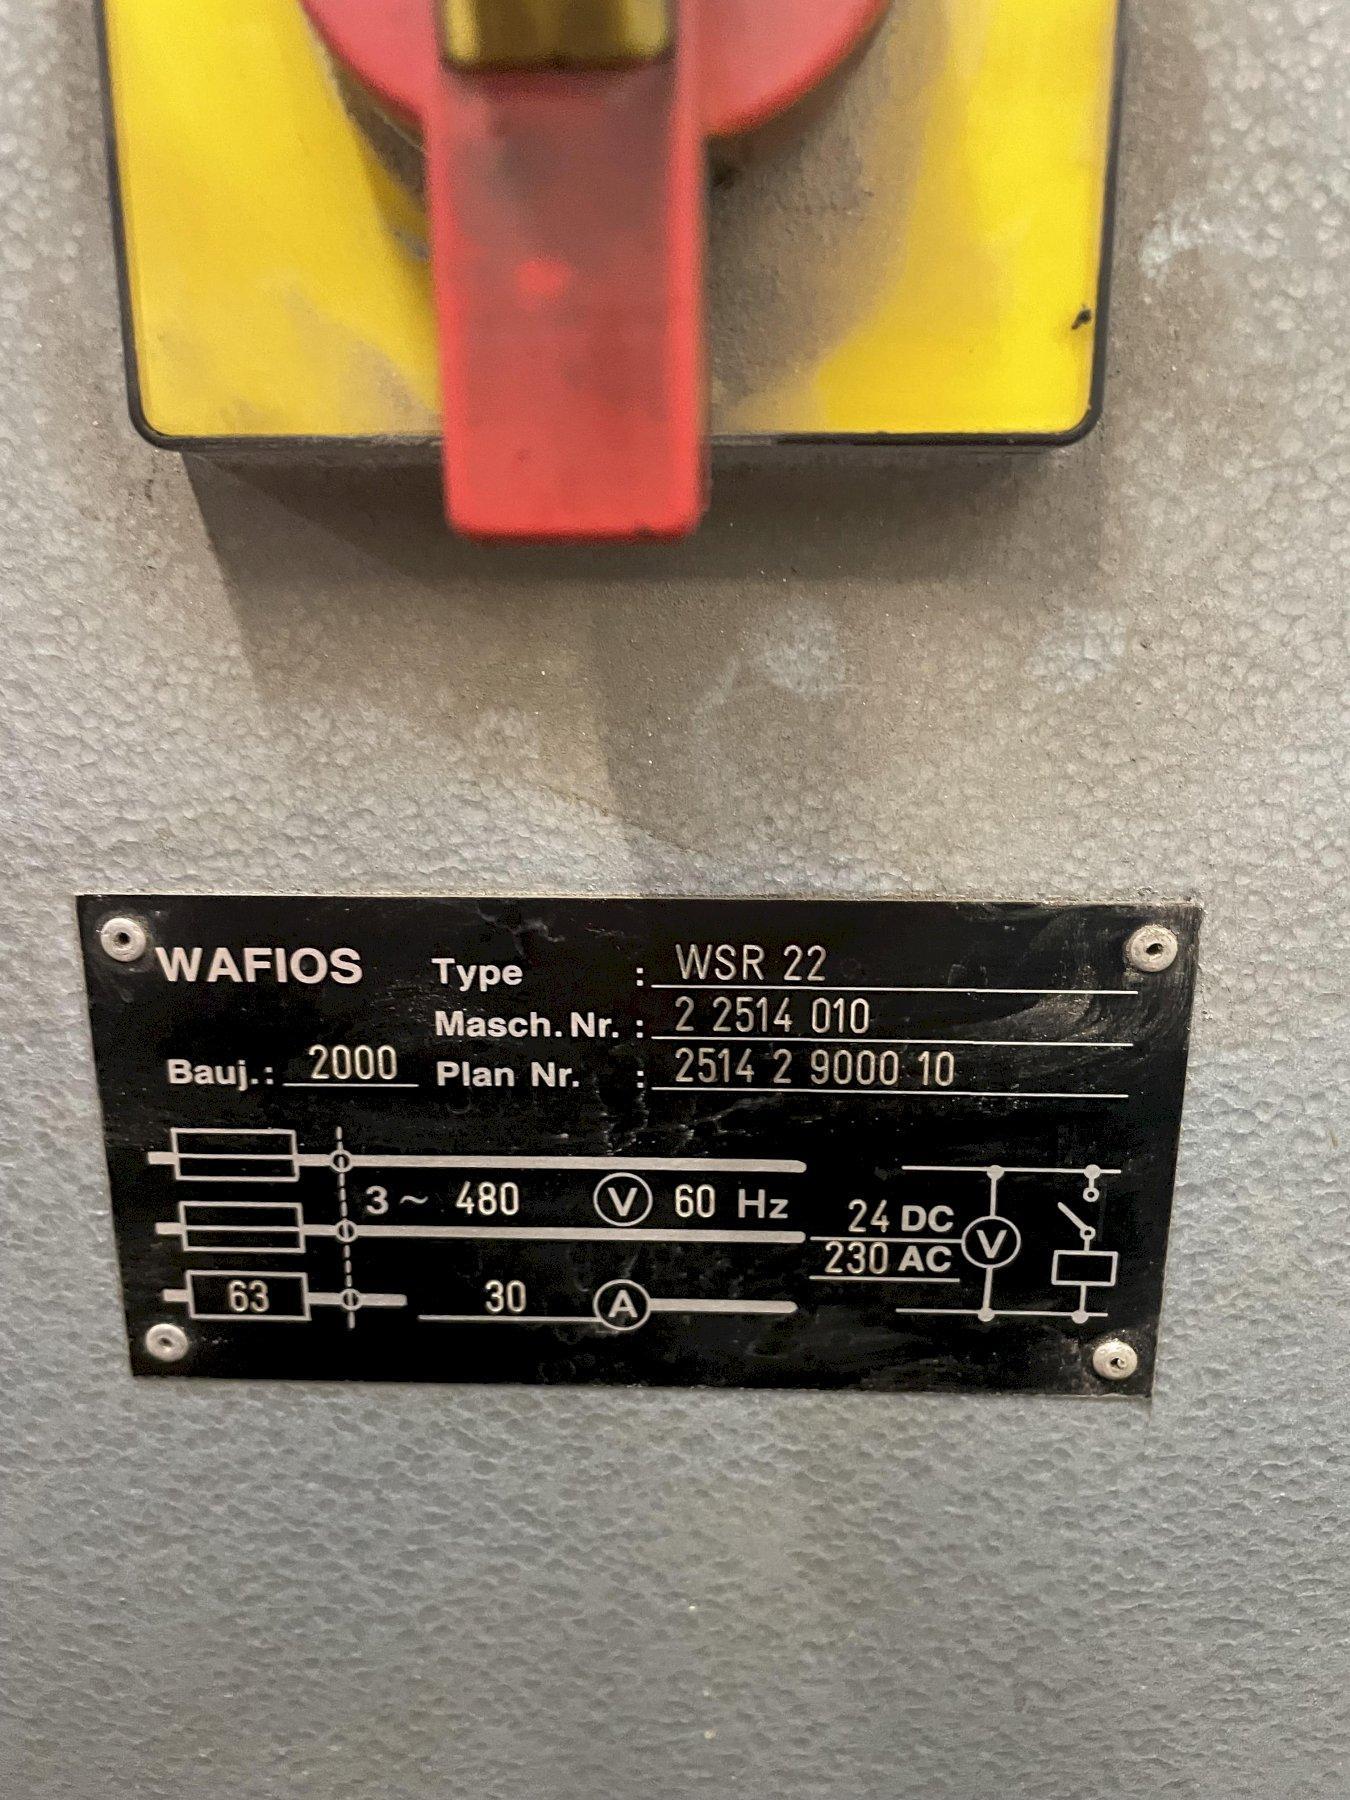 WAFIOS Type : WSR 22
Masch. Nr. : 2 2514 010
Bauj.: 2000 Plan Nr. : 2514 2 9000 10
3 ~ 480 V 60 Hz 24 DC V
230 AC
63 30 A